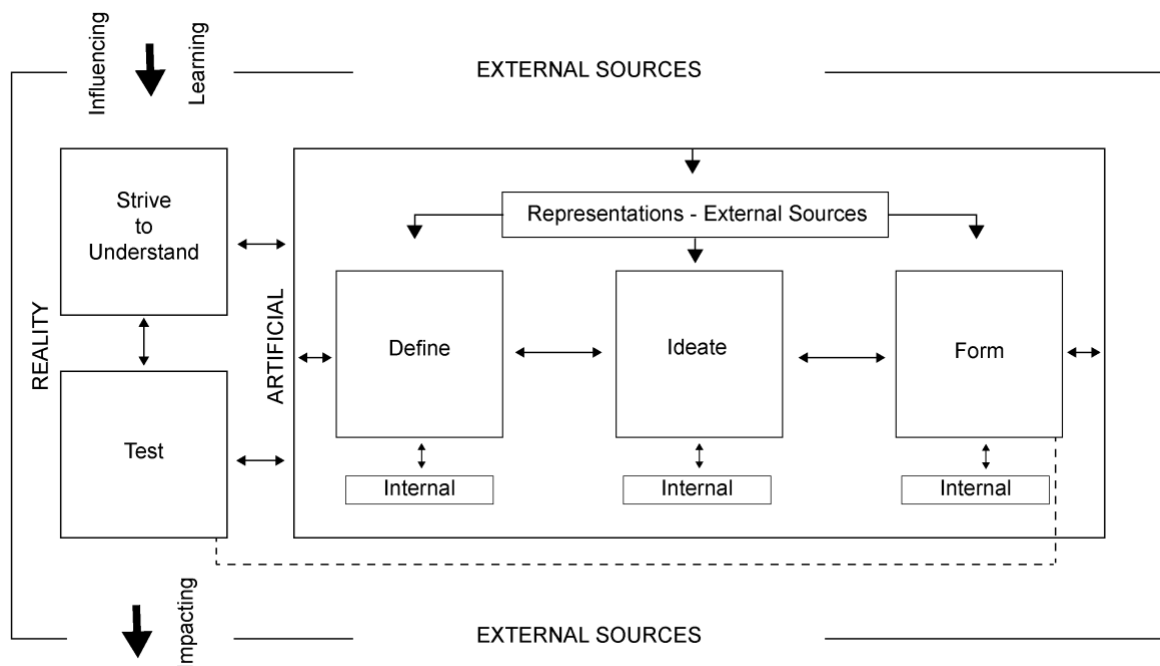 Influencing
Learning
EXTERNAL SOURCES
Strive
to
Understand
Representations - External Sources
REALITY
ARTIFICIAL
Define
Ideate
Form
Test
Internal
Internal
Internal
Impacting
EXTERNAL SOURCES